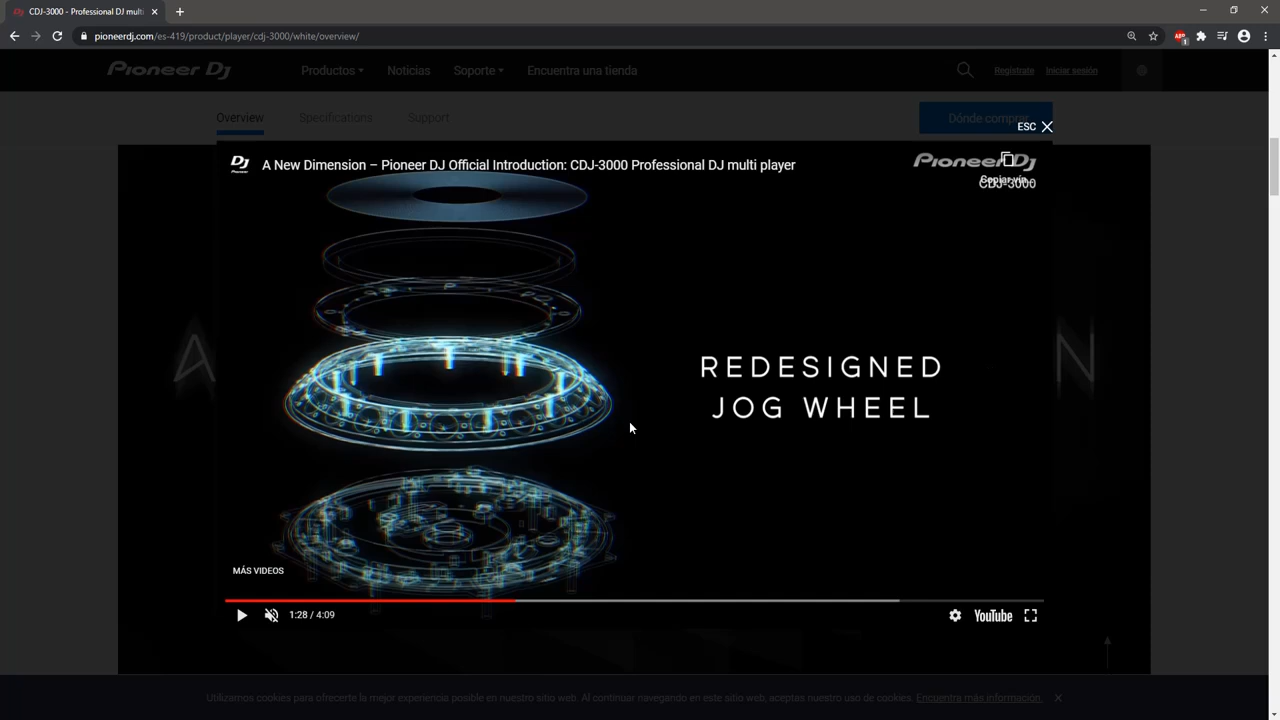 CDJ-3000 - Professional DJ multi
pioneerdj.com/es-419/product/player/cdj-3000/white/overview/
Pioneer Dj
Productos
Noticias
Soporte
Encuentra una tienda
Regístrate
Iniciar sesión
Overview
Specifications
Support
Dónde comprar
ESC
A New Dimension – Pioneer DJ Official Introduction: CDJ-3000 Professional DJ multi player
Pioneer Dj
CDJ-3000
REDESIGNED
JOG WHEEL
MÁS VIDEOS
1:28 / 4:09
YouTube
Utilizamos cookies para ofrecerte la mejor experiencia posible en nuestro sitio web. Al continuar navegando en este sitio web, aceptas nuestro uso de cookies. Encuentra más información.